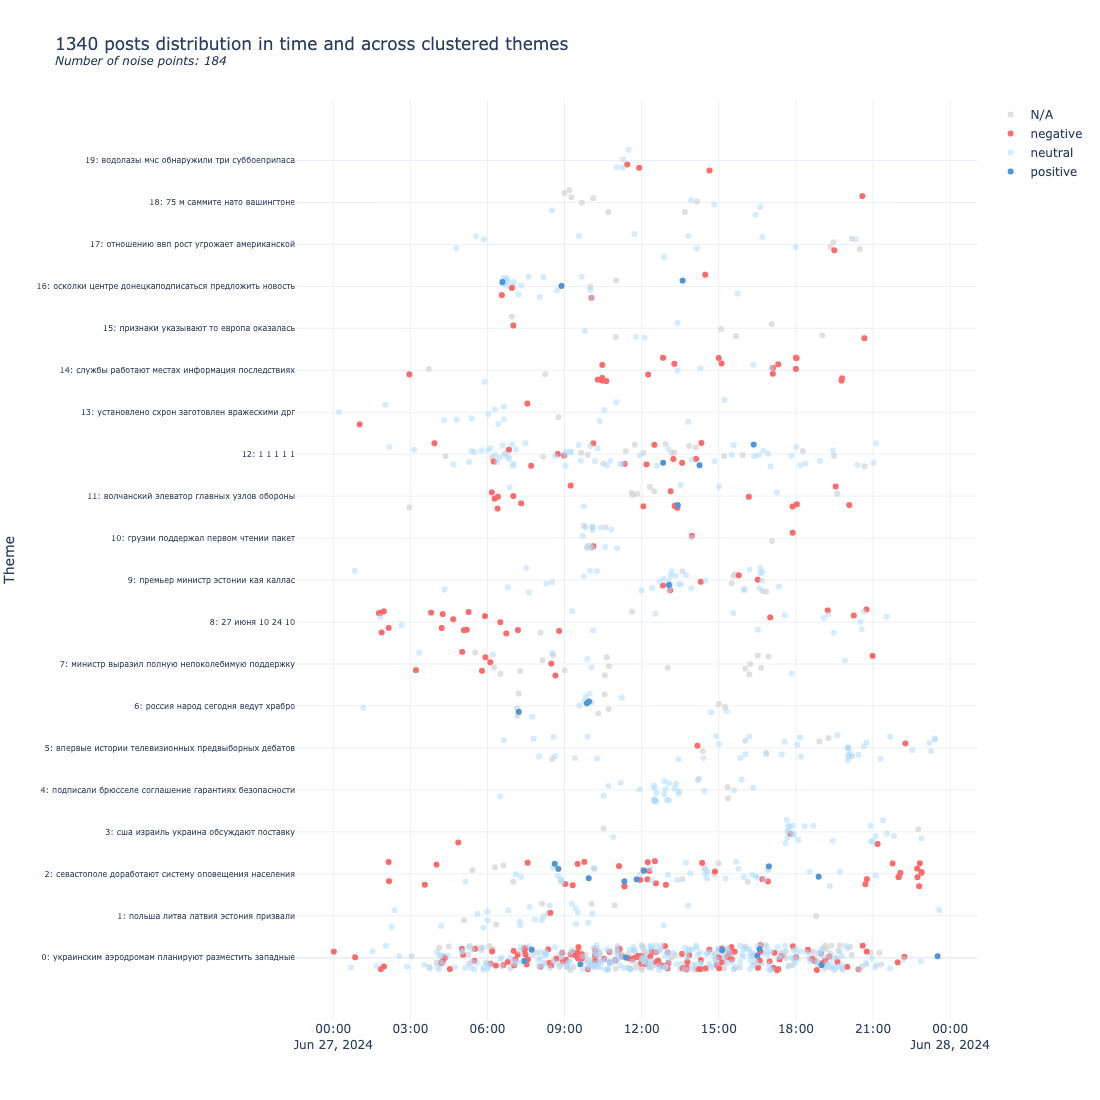 1340 posts distribution in time and across clustered themes
Number of noise points: 184
N/A
negative
neutral
positive
Theme
19: водолазы мчс обнаружили три суббоеприпаса
18: 75 м саммите нато вашингтоне
17: отношению ввп рост угрожает американской
16: осколки центре донецкаподписаться предложить новость
15: признаки указывают то европа оказалась
14: службы работают местах информация последствиях
13: установлено схрон заготовлен вражескими дрг
12: 1 1 1 1 1
11: волчанский элеватор главных узлов обороны
10: грузии поддержал первом чтении пакет
9: премьер министр эстонии кая каллас
8: 27 июня 10 24 10
7: министр выразил полную непоколебимую поддержку
6: россия народ сегодня ведут храбро
5: впервые истории телевизионных предвыборных дебатов
4: подписали брюсселе соглашение гарантиях безопасности
3: сша израиль украина обсуждают поставку
2: севастополе доработают систему оповещения населения
1: польша литва латвия эстония призвали
0: украинским аэродромам планируют разместить западные
00:00 03:00 06:00 09:00 12:00 15:00 18:00 21:00 00:00
Jun 27, 2024 Jun 28, 2024